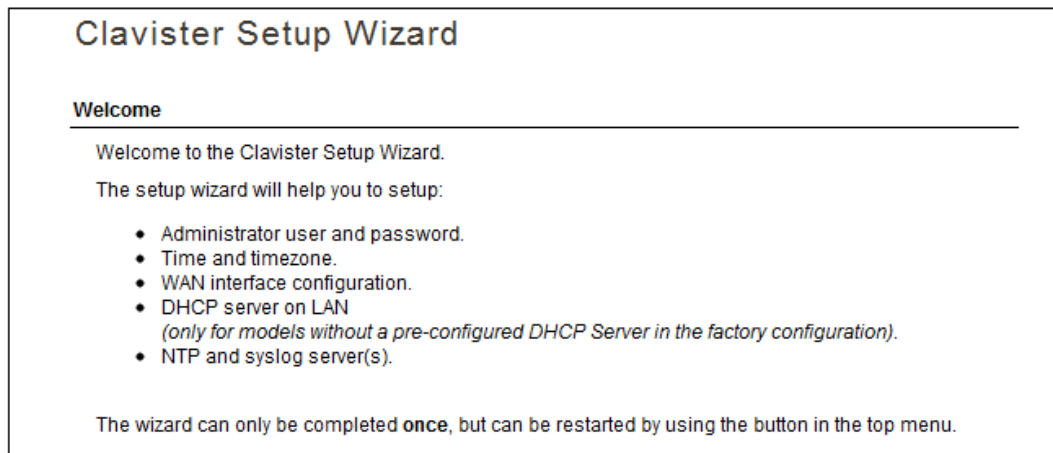 Clavister Setup Wizard
Welcome
Welcome to the Clavister Setup Wizard.
The setup wizard will help you to setup:
• Administrator user and password.
• Time and timezone.
• WAN interface configuration.
• DHCP server on LAN
(only for models without a pre-configured DHCP Server in the factory configuration).
• NTP and syslog server(s).
The wizard can only be completed once, but can be restarted by using the button in the top menu.